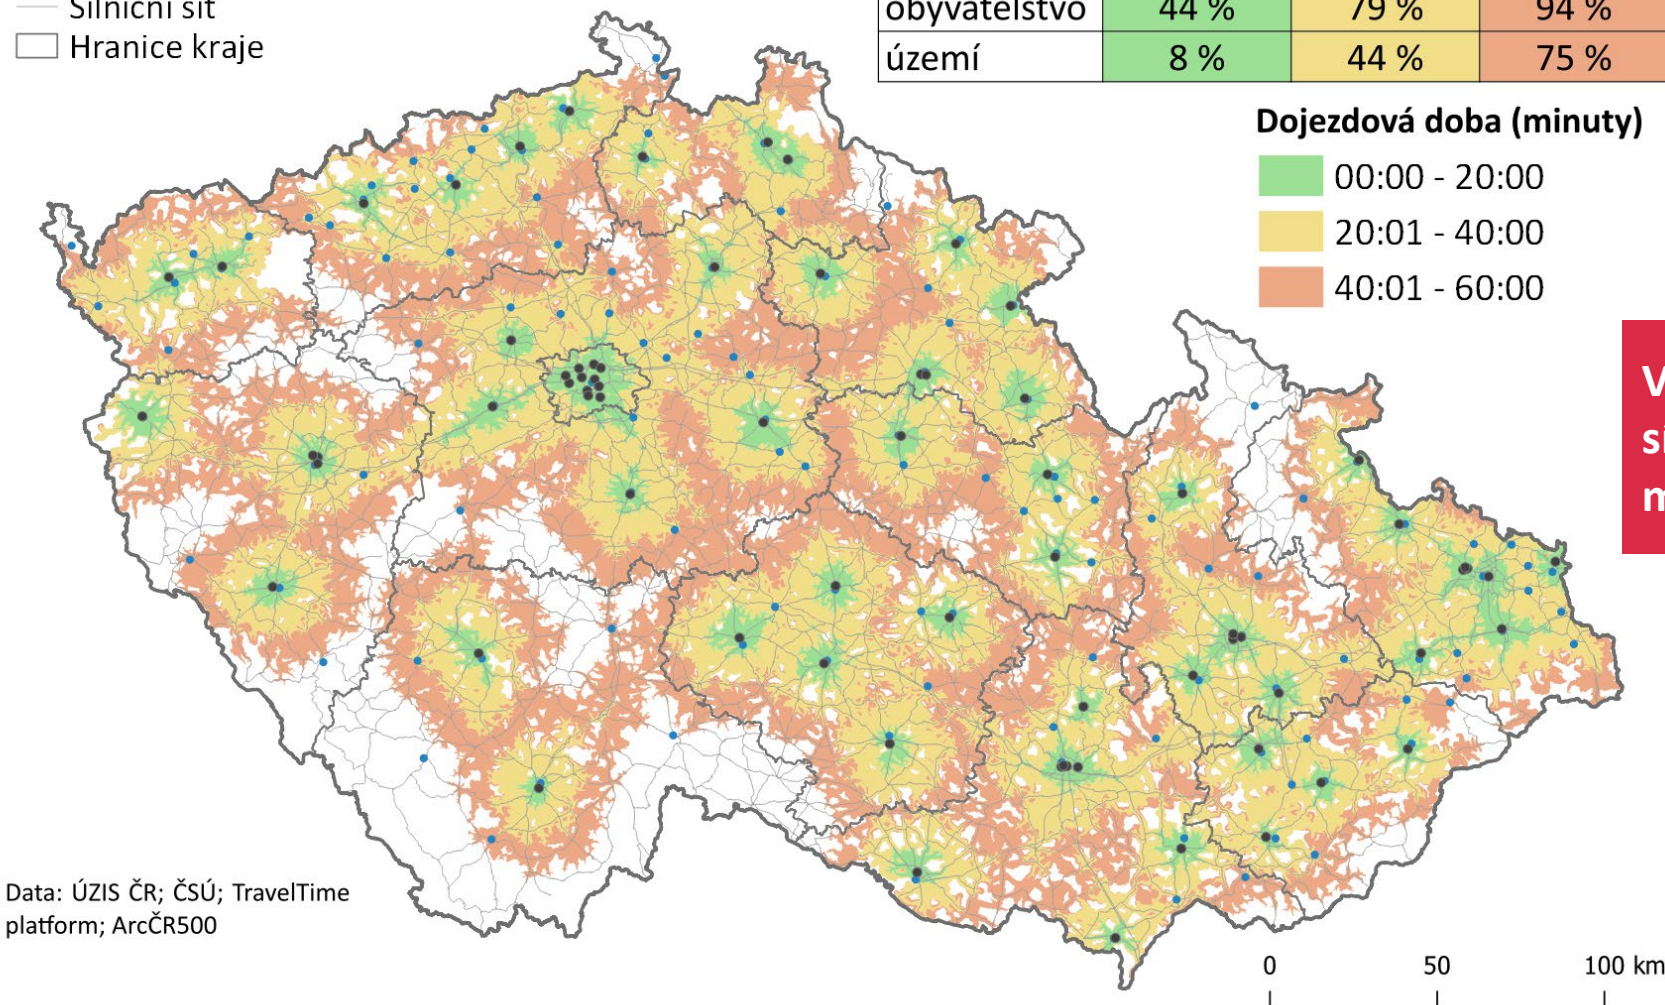 Silniční síť
Hranice kraje
obyvatelstvo 44 % 79 % 94 %
území 8 % 44 % 75 %
Dojezdová doba (minuty)
00:00 - 20:00
20:01 - 40:00
40:01 - 60:00
V
si
m
Data: ÚZIS ČR; ČSÚ; TravelTime
platform; ArcČR500
0 50 100 km